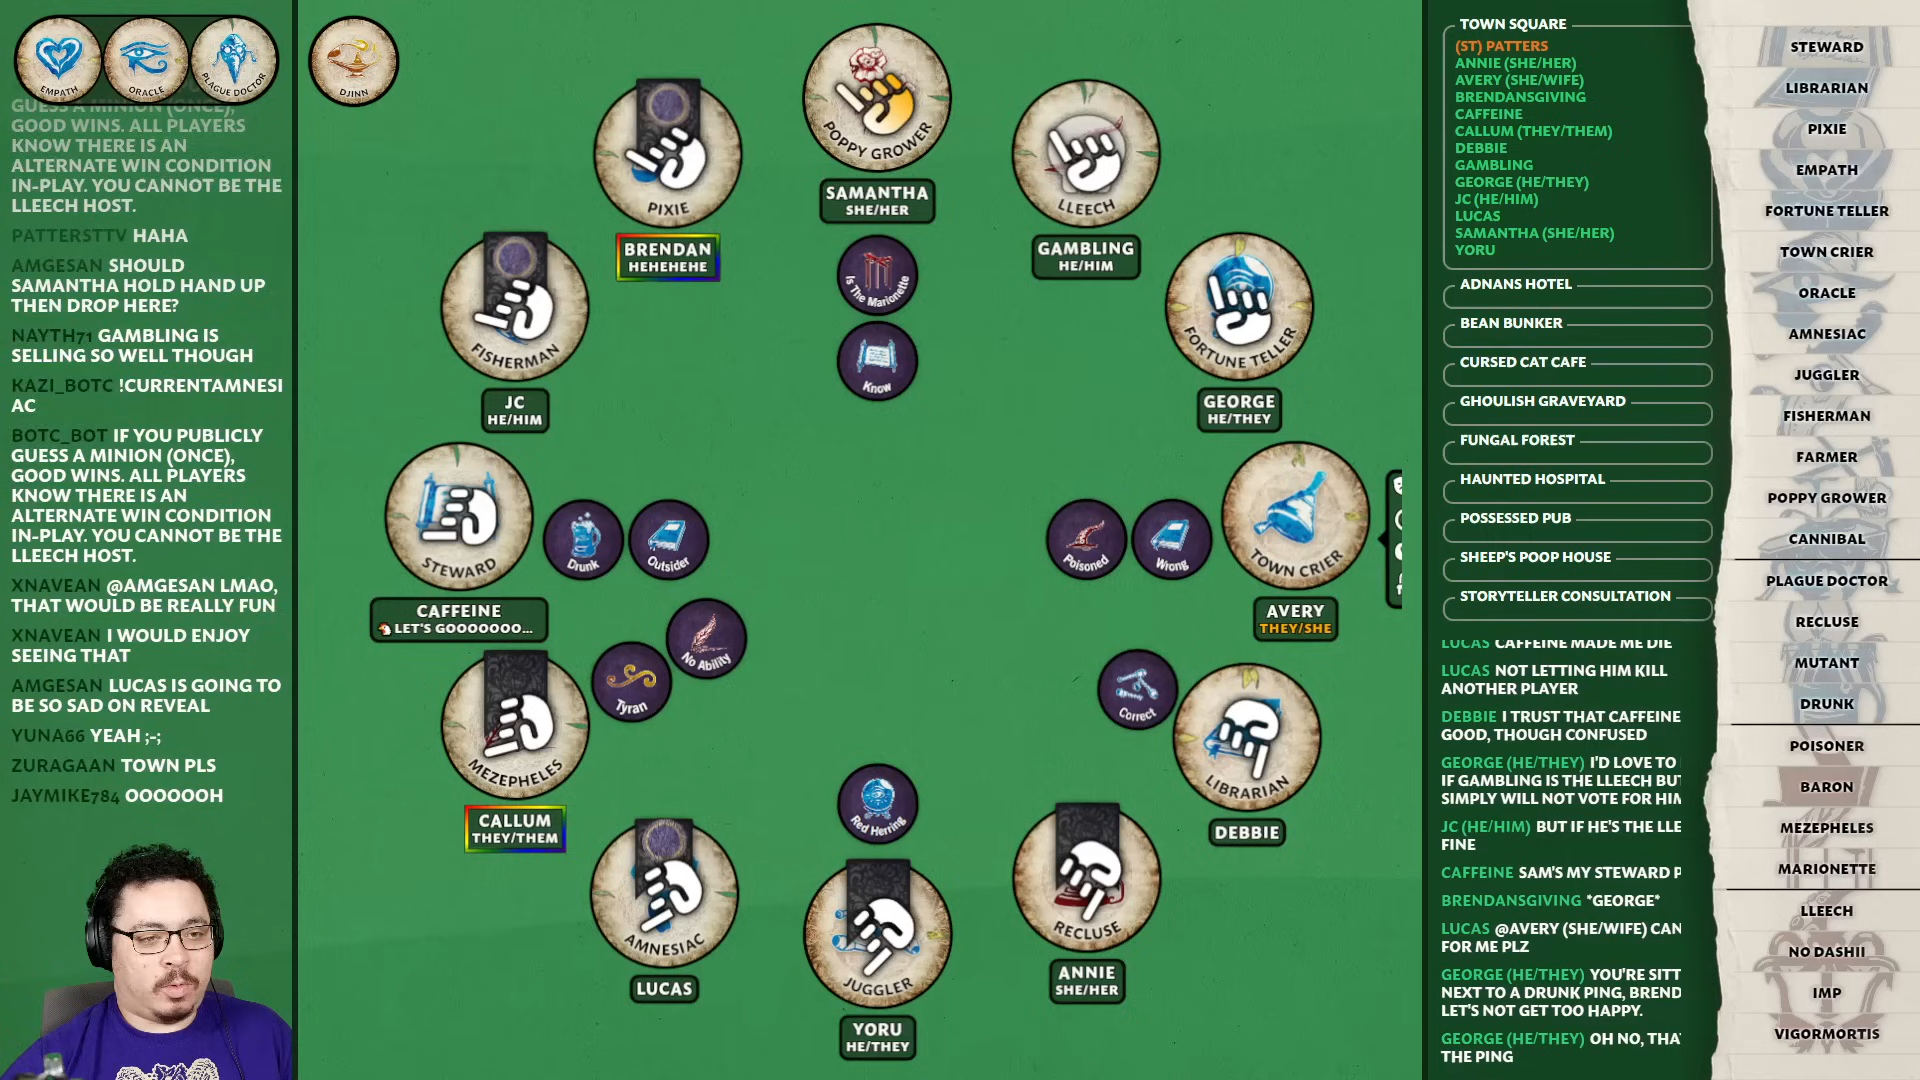 EMPATH
ORACLE
PLAGUE DOCTOR
DJINN
GUESS A MINION (ONCE),
GOOD WINS. ALL PLAYERS
KNOW THERE IS AN
ALTERNATE WIN CONDITION
IN-PLAY. YOU CANNOT BE THE
LLEECH HOST.
PATTERSTTV HAHA
AMGESAN SHOULD
SAMANTHA HOLD HAND UP
THEN DROP HERE?
NAYTH71 GAMBLING IS
SELLING SO WELL THOUGH
KAZI_BOTC !CURRENTAMNESI
AC
BOTC_BOT IF YOU PUBLICLY
GUESS A MINION (ONCE),
GOOD WINS. ALL PLAYERS
KNOW THERE IS AN
ALTERNATE WIN CONDITION
IN-PLAY. YOU CANNOT BE THE
LLEECH HOST.
XNAVEAN @AMGESAN LMAO,
THAT WOULD BE REALLY FUN
XNAVEAN I WOULD ENJOY
SEEING THAT
AMGESAN LUCAS IS GOING TO
BE SO SAD ON REVEAL
YUNA66 YEAH ;-;
ZURAGAAN TOWN PLS
JAYMIKE784 OOOOOOH
POPPY GROWER
SAMANTHA
SHE/HER
Is The Marionette
Know
LLEECH
GAMBLING
HE/HIM
FORTUNE TELLER
GEORGE
HE/THEY
TOWN CRIER
AVERY
THEY/SHE
Poisoned
Wrong
LIBRARIAN
DEBBIE
Correct
RECLUSE
ANNIE
SHE/HER
JUGGLER
YORU
HE/THEY
Red Herring
AMNESIAC
LUCAS
MEZEPHELES
CALLUM
THEY/THEM
Tyran
No Ability
STEWARD
CAFFEINE
LET'S GOOOOOOO...
Drunk
Outsider
FISHERMAN
JC
HE/HIM
PIXIE
BRENDAN
HEHEHEHE
TOWN SQUARE
(ST) PATTERS
ANNIE (SHE/HER)
AVERY (SHE/WIFE)
BRENDANSGIVING
CAFFEINE
CALLUM (THEY/THEM)
DEBBIE
GAMBLING
GEORGE (HE/THEY)
JC (HE/HIM)
LUCAS
SAMANTHA (SHE/HER)
YORU
ADNANS HOTEL
BEAN BUNKER
CURSED CAT CAFE
GHOULISH GRAVEYARD
FUNGAL FOREST
HAUNTED HOSPITAL
POSSESSED PUB
SHEEP'S POOP HOUSE
STORYTELLER CONSULTATION
LUCAS CAFFEINE MADE ME DIE
LUCAS NOT LETTING HIM KILL
ANOTHER PLAYER
DEBBIE I TRUST THAT CAFFEINE
GOOD, THOUGH CONFUSED
GEORGE (HE/THEY) I'D LOVE TO
IF GAMBLING IS THE LLEECH BUT
SIMPLY WILL NOT VOTE FOR HIM
JC (HE/HIM) BUT IF HE'S THE LLE
FINE
CAFFEINE SAM'S MY STEWARD P
BRENDANSGIVING *GEORGE*
LUCAS @AVERY (SHE/WIFE) CAN
FOR ME PLZ
GEORGE (HE/THEY) YOU'RE SITT
NEXT TO A DRUNK PING, BREND
LET'S NOT GET TOO HAPPY.
GEORGE (HE/THEY) OH NO, THA
THE PING
STEWARD
LIBRARIAN
PIXIE
EMPATH
FORTUNE TELLER
TOWN CRIER
ORACLE
AMNESIAC
JUGGLER
FISHERMAN
FARMER
POPPY GROWER
CANNIBAL
PLAGUE DOCTOR
RECLUSE
MUTANT
DRUNK
POISONER
BARON
MEZEPHELES
MARIONETTE
LLEECH
NO DASHII
IMP
VIGORMORTIS